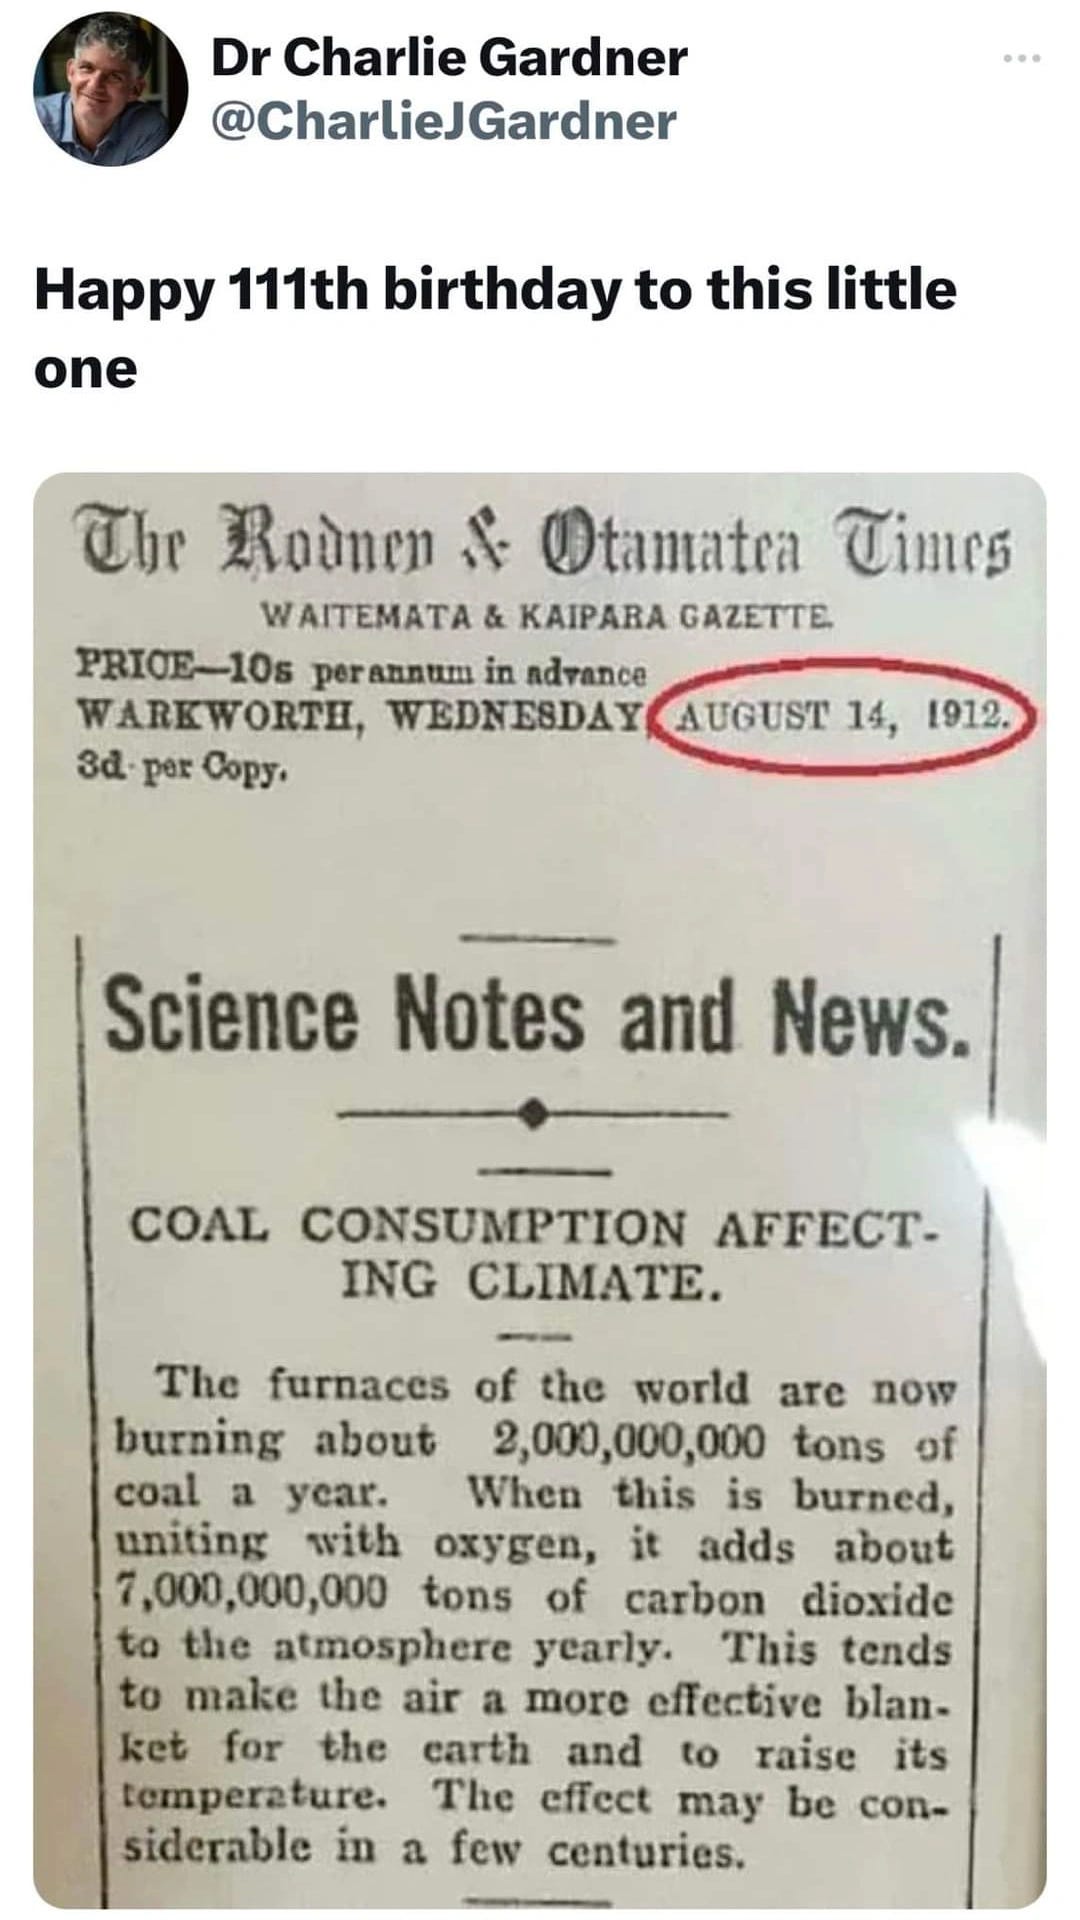 Dr Charlie Gardner
@CharlieJGardner
Happy 111th birthday to this little
one
The Rodney & Otamatea Times
WAITEMATA & KAIPARA GAZETTE.
PRICE—10s per annum in advance
WARKWORTH, WEDNESDAY, AUGUST 14, 1912.
3d per Copy.
Science Notes and News.
COAL CONSUMPTION AFFECT-
ING CLIMATE.
The furnaces of the world are now
burning about 2,000,000,000 tons of
coal a year. When this is burned,
uniting with oxygen, it adds about
7,000,000,000 tons of carbon dioxide
to the atmosphere yearly. This tends
to make the air a more effective blan-
ket for the earth and to raise its
temperature. The effect may be con-
siderable in a few centuries.